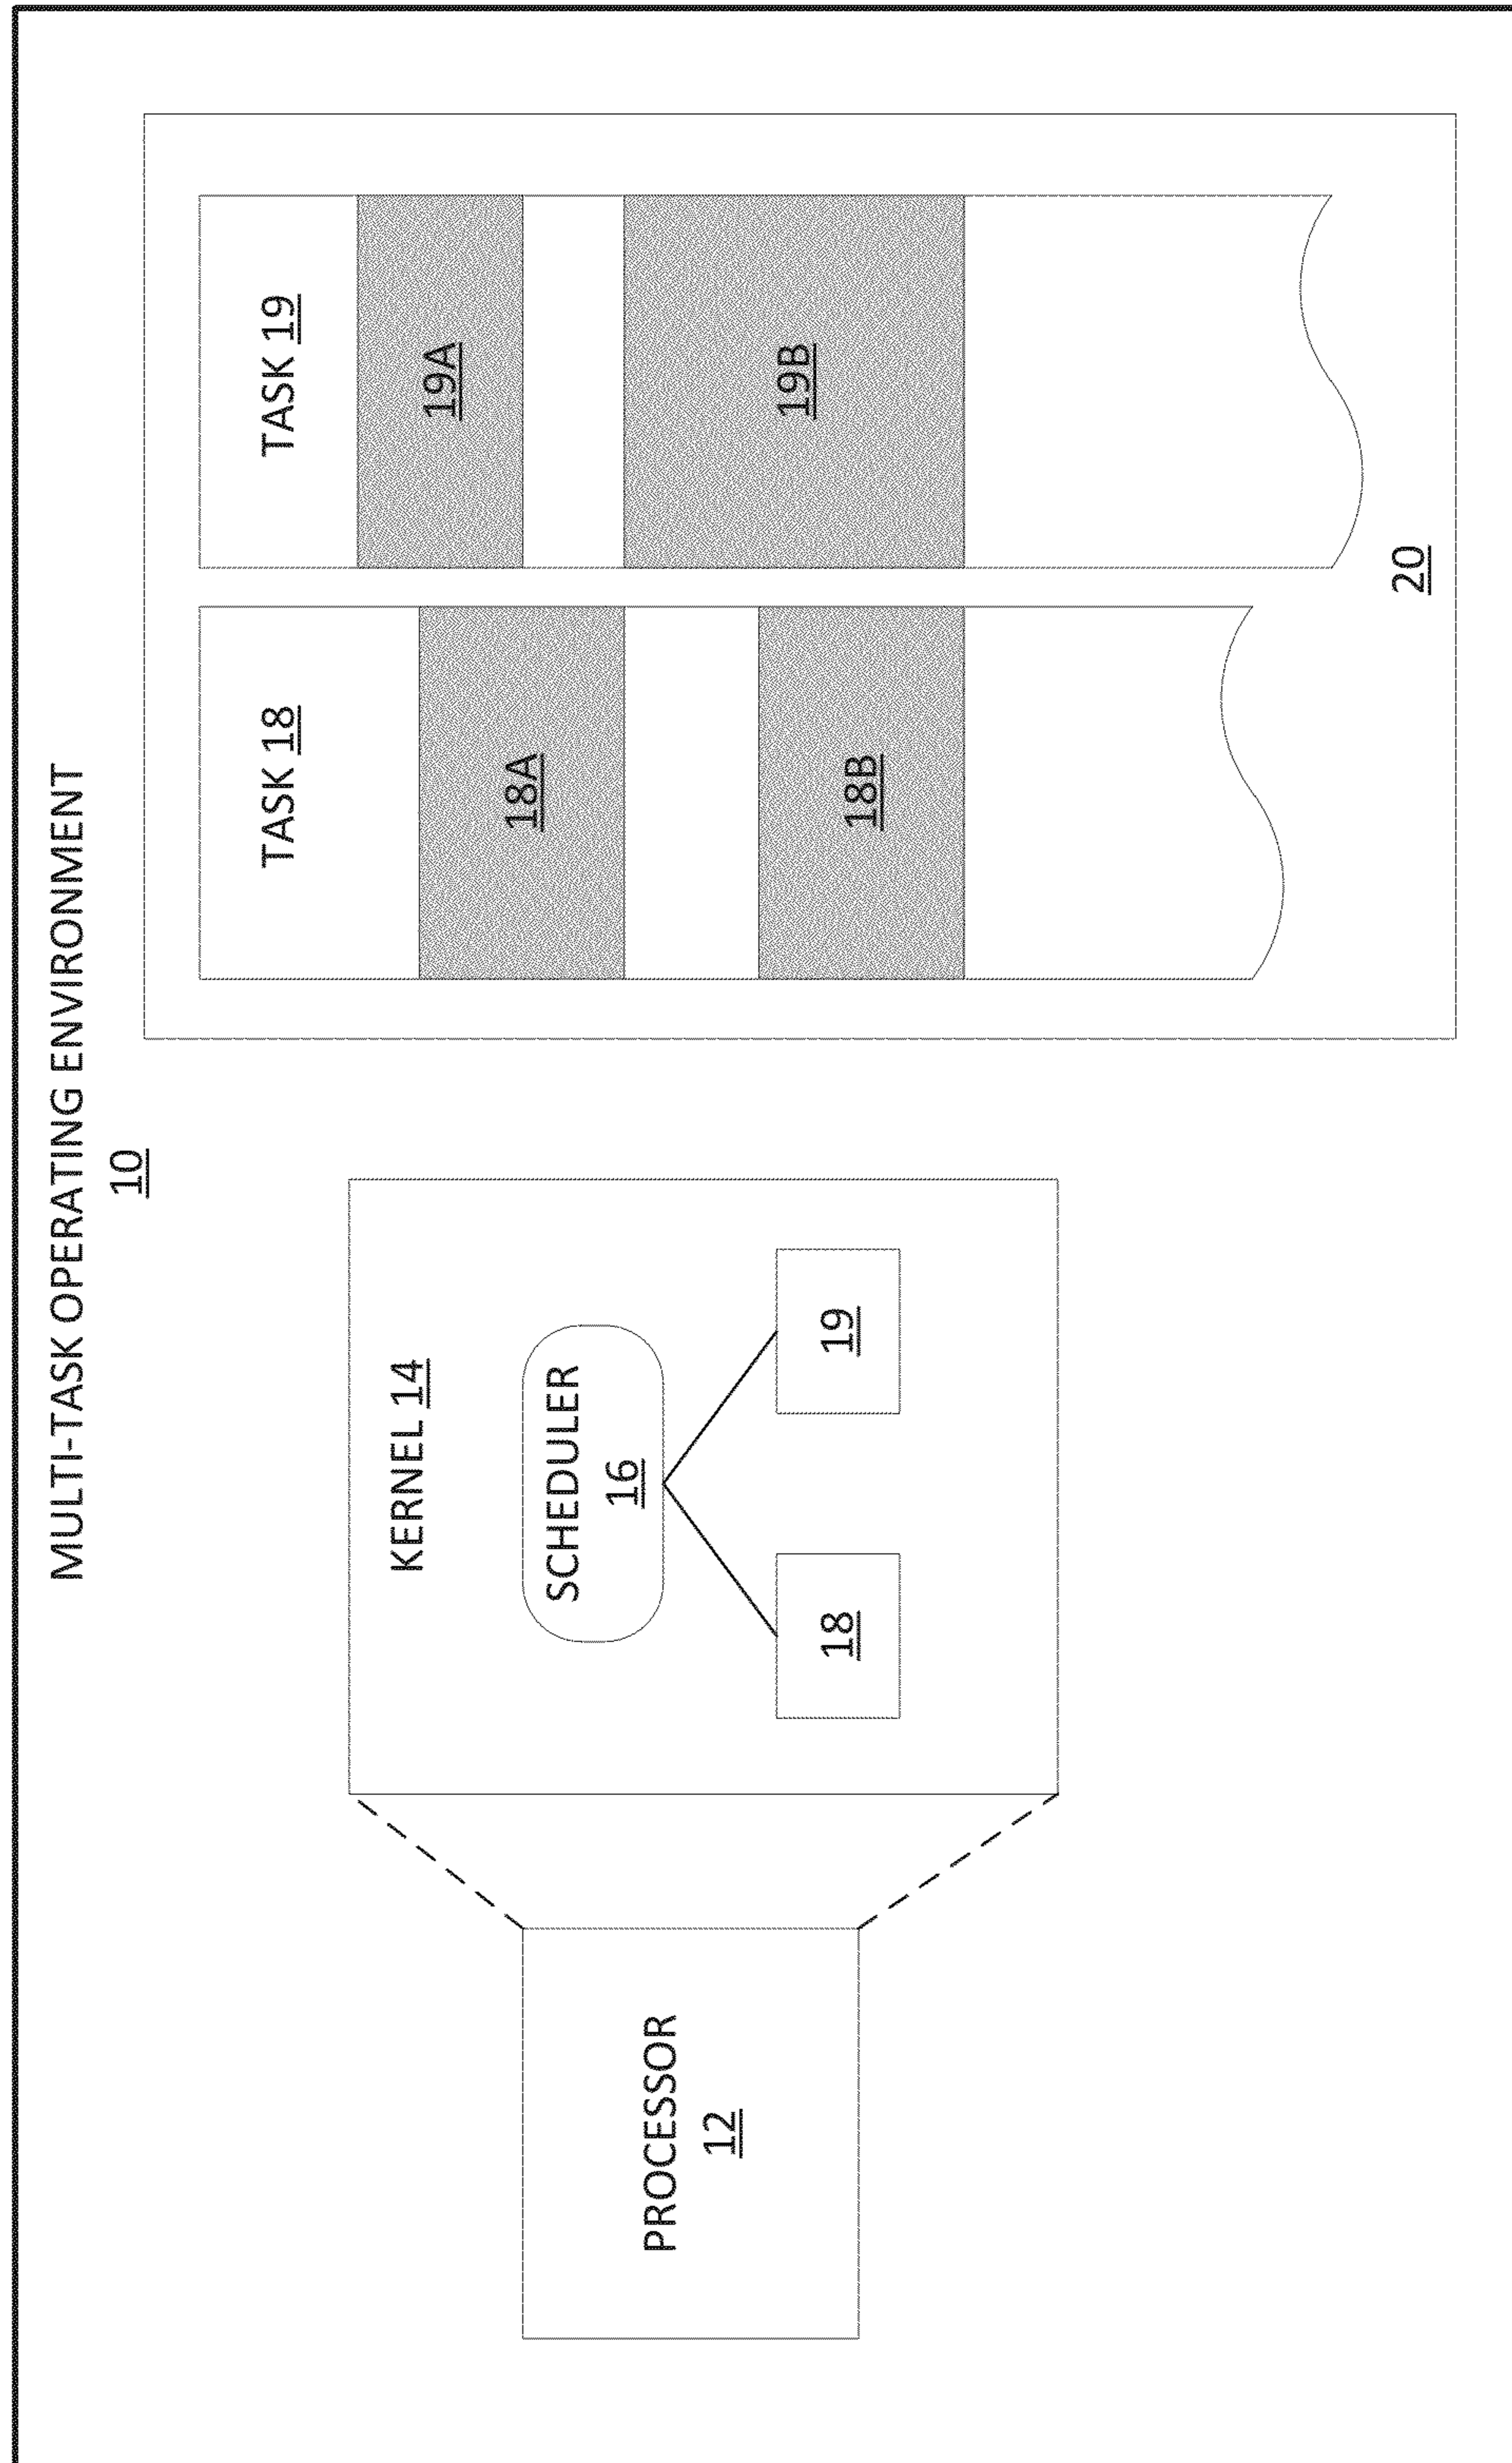 MULTI-TASK OPERATING ENVIRONMENT
10
PROCESSOR
12
KERNEL 14
SCHEDULER
16
18
19
TASK 18
18A
18B
TASK 19
19A
19B
20